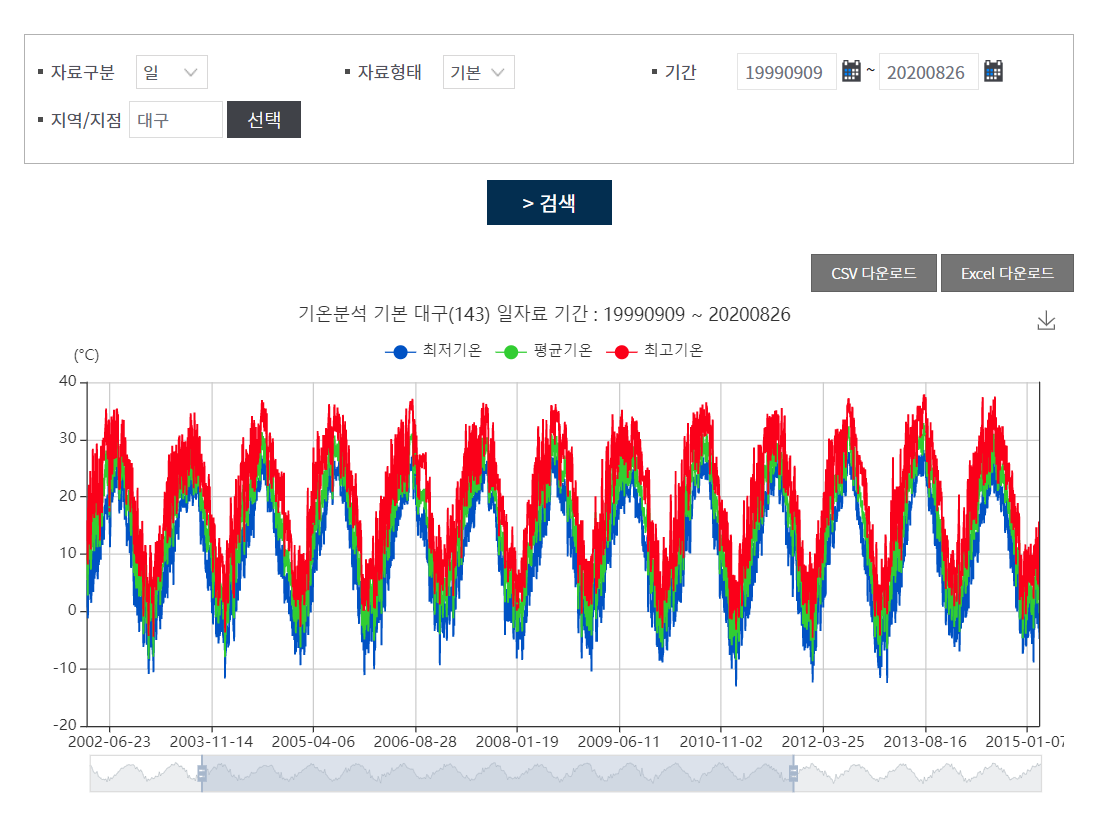 자료구분 일 자료형태 기본 기간 19990909 ~ 20200826
지역/지점 대구 선택
> 검색
CSV 다운로드 Excel 다운로드
기온분석 기본 대구(143) 일자료 기간 : 19990909 ~ 20200826
최저기온 평균기온 최고기온
(°C)
40
30
20
10
0
-10
-20
2002-06-23 2003-11-14 2005-04-06 2006-08-28 2008-01-19 2009-06-11 2010-11-02 2012-03-25 2013-08-16 2015-01-07